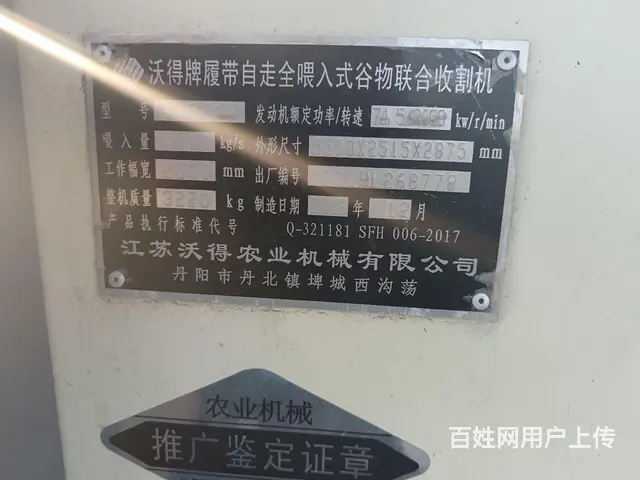 沃得牌履带自走全喂入式谷物联合收割机
型 号 发动机额定功率/转速 kw/r/min
喂入量 kg/s 外形尺寸 X2515X2875 mm
工作幅宽 mm 出厂编号
整机质量 3220 kg 制造日期 年 月
产品执行标准代号 Q-321181 SFH 006-2017
江苏沃得农业机械有限公司
丹阳市丹北镇埤城西沟荡
农业机械
推广鉴定证章
百姓网用户上传